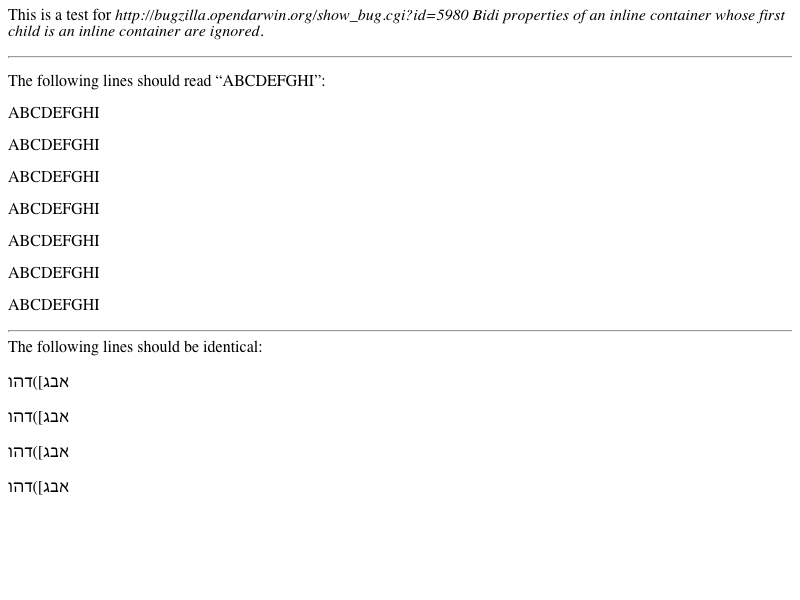 This is a test for http://bugzilla.opendarwin.org/show_bug.cgi?id=5980 Bidi properties of an inline container whose first
child is an inline container are ignored.
The following lines should read “ABCDEFGHI”:
ABCDEFGHI
ABCDEFGHI
ABCDEFGHI
ABCDEFGHI
ABCDEFGHI
ABCDEFGHI
ABCDEFGHI
The following lines should be identical:
אבג])דהו
אבג])דהו
אבג])דהו
אבג])דהו